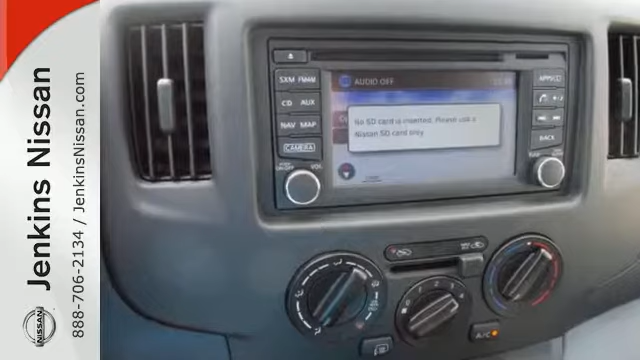 Jenkins Nissan
888-706-2134 / JenkinsNissan.com
NISSAN
SXM FM·AM
CD AUX
NAV MAP
CAMERA
VOL
AUDIO OFF
No SD card is inserted. Please use a
Nissan SD card only.
BACK
A/C